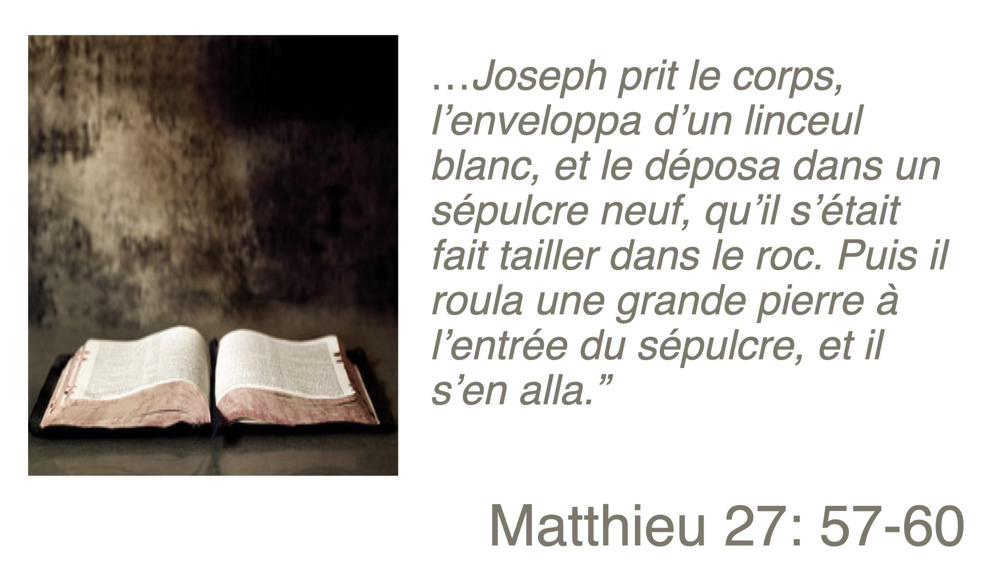 …Joseph prit le corps,
l’enveloppa d’un linceul
blanc, et le déposa dans un
sépulcre neuf, qu’il s’était
fait tailler dans le roc. Puis il
roula une grande pierre à
l’entrée du sépulcre, et il
s’en alla.”
Matthieu 27: 57-60